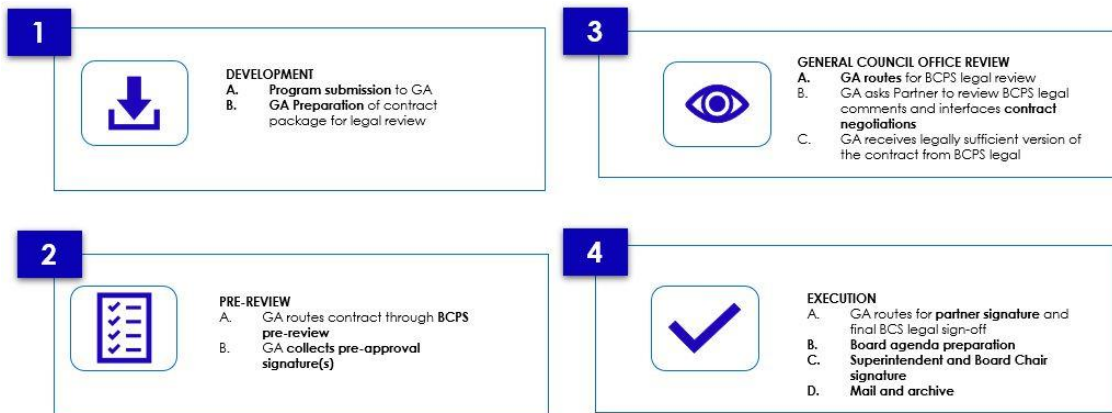 1
DEVELOPMENT
A. Program submission to GA
B. GA Preparation of contract
package for legal review
2
PRE-REVIEW
A. GA routes contract through BCPS
pre-review
B. GA collects pre-approval
signature(s)
3
GENERAL COUNCIL OFFICE REVIEW
A. GA routes for BCPS legal review
B. GA asks Partner to review BCPS legal
comments and interfaces contract
negotiations
C. GA receives legally sufficient version of
the contract from BCPS legal
4
EXECUTION
A. GA routes for partner signature and
final BCS legal sign-off
B. Board agenda preparation
C. Superintendent and Board Chair
signature
D. Mail and archive